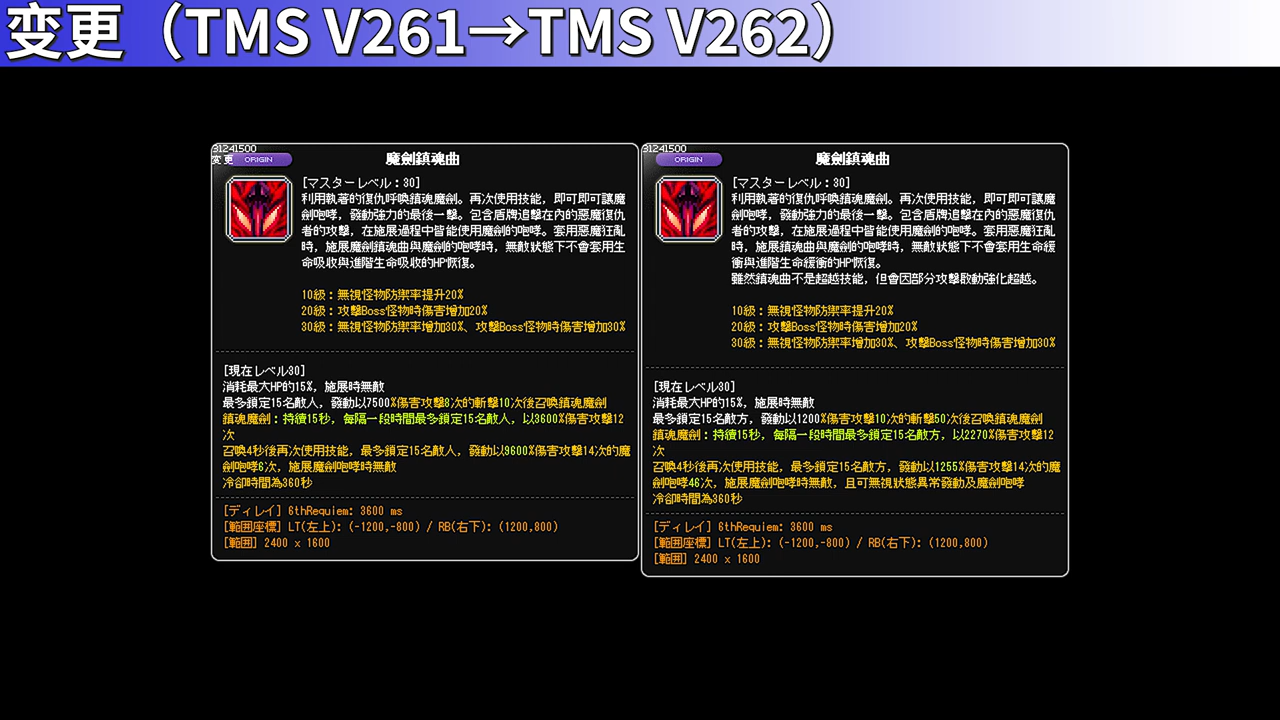 变更（TMS V261→TMS V262）
31241500
変更
ORIGIN
魔劍鎮魂曲
[マスターレベル：30]
利用執著的復仇呼喚鎮魂魔劍。再次使用技能，即可即可讓魔
劍咆哮，發動強力的最後一擊。包含盾牌追擊在內的惡魔復仇
者的攻擊，在施展過程中皆能使用魔劍的咆哮。套用惡魔狂亂
時，施展魔劍鎮魂曲與魔劍的咆哮時，無敵狀態下不會套用生
命吸收與進階生命吸收的HP恢復。
10級：無視怪物防禦率提升20%
20級：攻擊Boss怪物時傷害增加20%
30級：無視怪物防禦率增加30%、攻擊Boss怪物時傷害增加30%
[現在レベル30]
消耗最大HP的15%，施展時無敵
最多鎖定15名敵人，發動以7500%傷害攻擊8次的斬擊10次後召喚鎮魂魔劍
鎮魂魔劍：持續15秒，每隔一段時間最多鎖定15名敵人，以3600%傷害攻擊12
次
召喚4秒後再次使用技能，最多鎖定15名敵人，發動以9600%傷害攻擊14次的魔
劍咆哮6次，施展魔劍咆哮時無敵
冷卻時間為360秒
[ディレイ] 6thRequiem: 3600 ms
[範囲座標] LT(左上): (-1200,-800) / RB(右下): (1200,800)
[範囲] 2400 x 1600
31241500
ORIGIN
魔劍鎮魂曲
[マスターレベル：30]
利用執著的復仇呼喚鎮魂魔劍。再次使用技能，即可即可讓魔
劍咆哮，發動強力的最後一擊。包含盾牌追擊在內的惡魔復仇
者的攻擊，在施展過程中皆能使用魔劍的咆哮。套用惡魔狂亂
時，施展鎮魂曲與魔劍的咆哮時，無敵狀態下不會套用生命緩
衝與進階生命緩衝的HP恢復。
雖然鎮魂曲不是超越技能，但會因部分攻擊啟動強化超越。
10級：無視怪物防禦率提升20%
20級：攻擊Boss怪物時傷害增加20%
30級：無視怪物防禦率增加30%、攻擊Boss怪物時傷害增加30%
[現在レベル30]
消耗最大HP的15%，施展時無敵
最多鎖定15名敵方，發動以1200%傷害攻擊10次的斬擊50次後召喚鎮魂魔劍
鎮魂魔劍：持續15秒，每隔一段時間最多鎖定15名敵方，以2270%傷害攻擊12
次
召喚4秒後再次使用技能，最多鎖定15名敵方，發動以1255%傷害攻擊14次的魔
劍咆哮46次，施展魔劍咆哮時無敵，且可無視狀態異常發動及魔劍咆哮
冷卻時間為360秒
[ディレイ] 6thRequiem: 3600 ms
[範囲座標] LT(左上): (-1200,-800) / RB(右下): (1200,800)
[範囲] 2400 x 1600